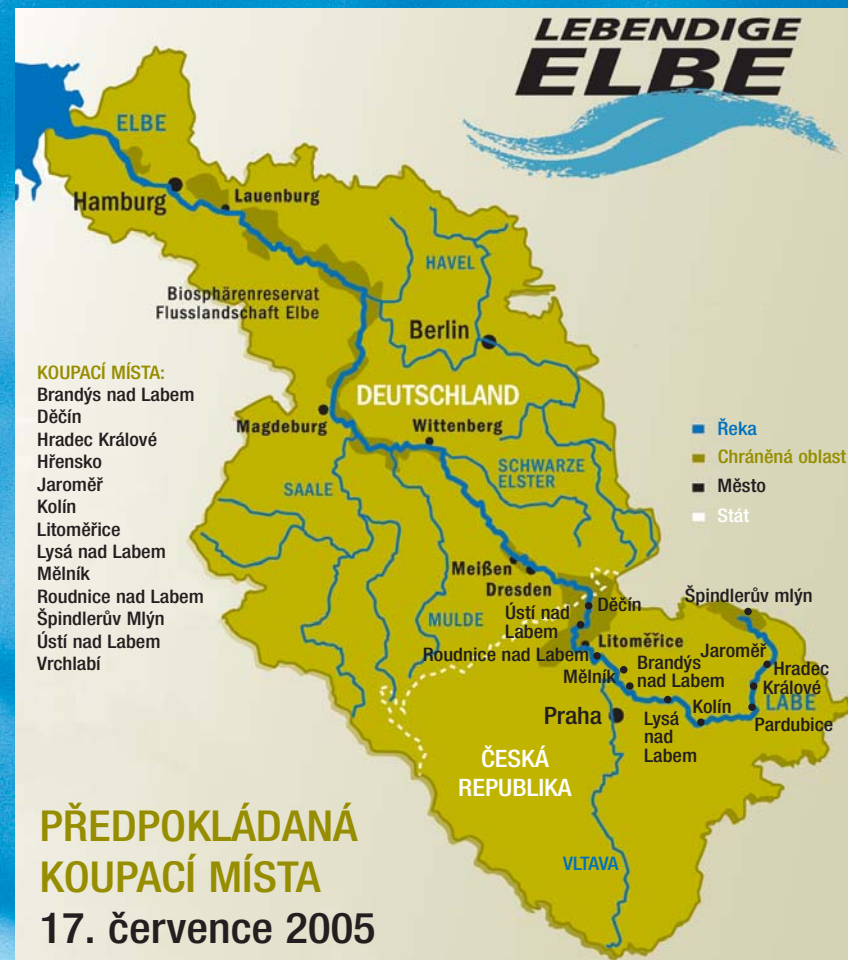 LEBENDIGE
ELBE
ELBE
Hamburg
Lauenburg
HAVEL
Biosphärenreservat
Flusslandschaft Elbe
Berlin
KOUPACÍ MÍSTA:
Brandýs nad Labem
Děčín
Hradec Králové
Hřensko
Jaroměř
Kolín
Litoměřice
Lysá nad Labem
Mělník
Roudnice nad Labem
Špindlerův Mlýn
Ústí nad Labem
Vrchlabí
DEUTSCHLAND
Magdeburg
Wittenberg
SAALE
SCHWARZE
ELSTER
Řeka
Chráněná oblast
Město
Stát
Meißen
Dresden
MULDE
Děčín
Špindlerův mlýn
Ústí nad
Labem
Litoměřice
Roudnice nad Labem
Jaroměř
Mělník
Brandýs
nad Labem
Hradec
Králové
LABE
Praha
Lysá
nad
Labem
Kolín
Pardubice
ČESKÁ
REPUBLIKA
VLTAVA
PŘEDPOKLÁDANÁ
KOUPACÍ MÍSTA
17. července 2005